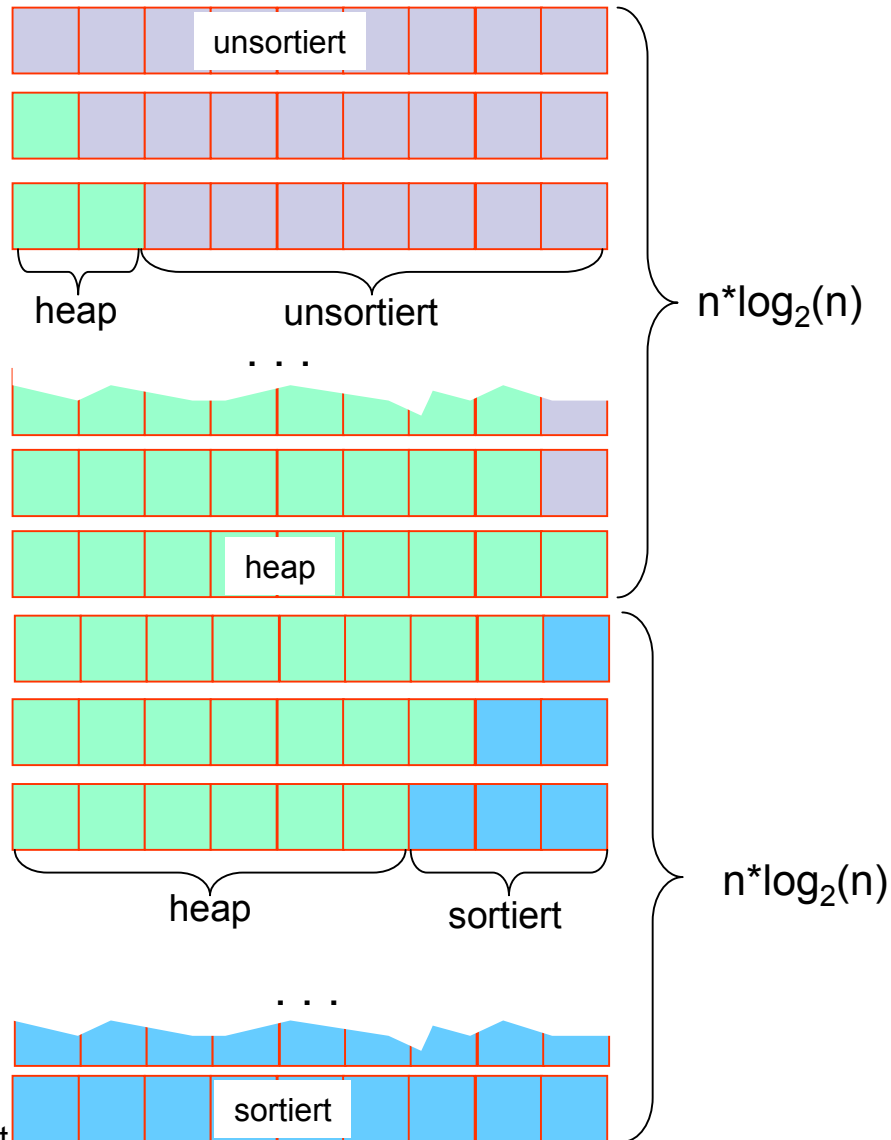 unsortiert
heap
unsortiert
n*log₂(n)
. . .
heap
heap
sortiert
n*log₂(n)
. . .
sortiert
t